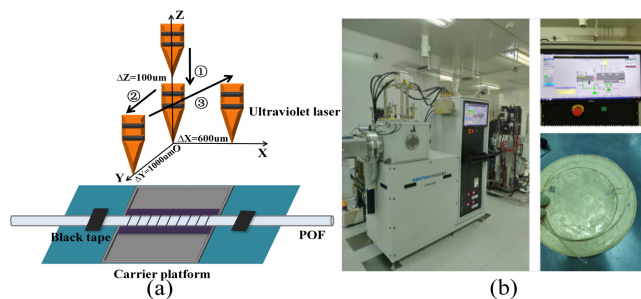 Z
ΔZ=100um
①
②
③
Ultraviolet laser
ΔX=600um
ΔY=1000um
O
X
Y
Black tape
POF
Carrier platform
(a)
(b)